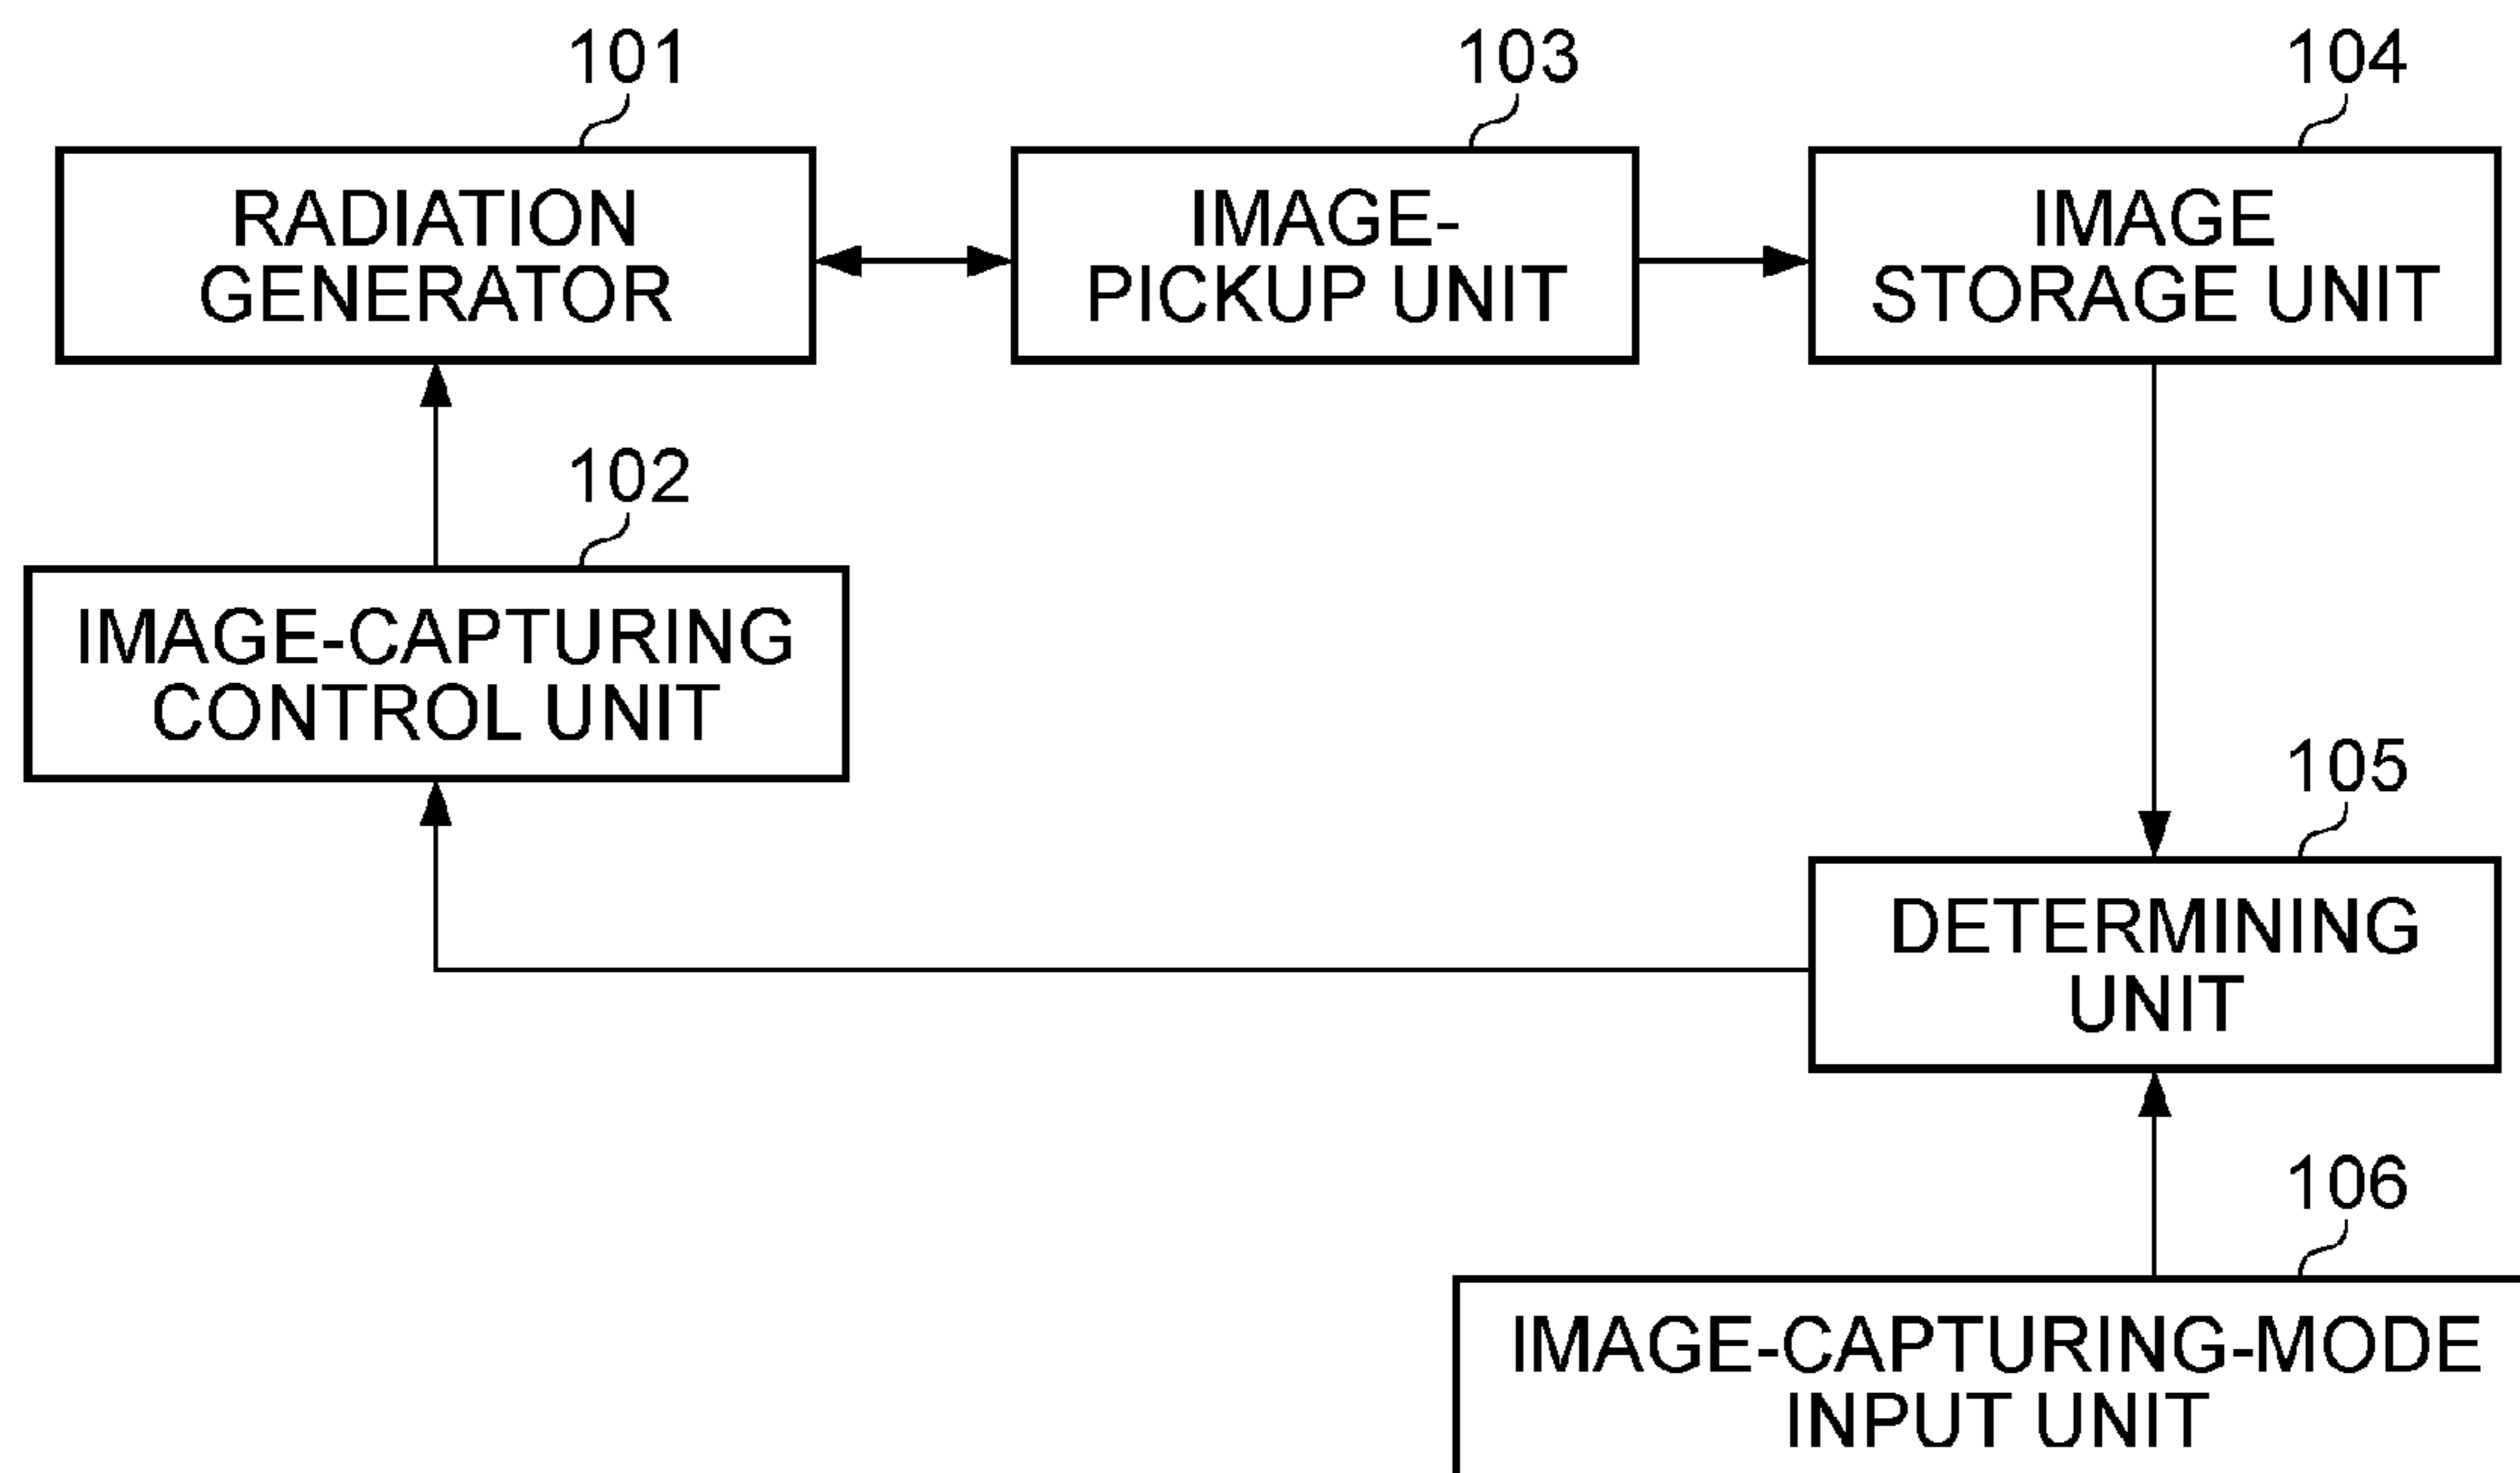 101
RADIATION
GENERATOR
103
IMAGE-
PICKUP UNIT
104
IMAGE
STORAGE UNIT
102
IMAGE-CAPTURING
CONTROL UNIT
105
DETERMINING
UNIT
106
IMAGE-CAPTURING-MODE
INPUT UNIT